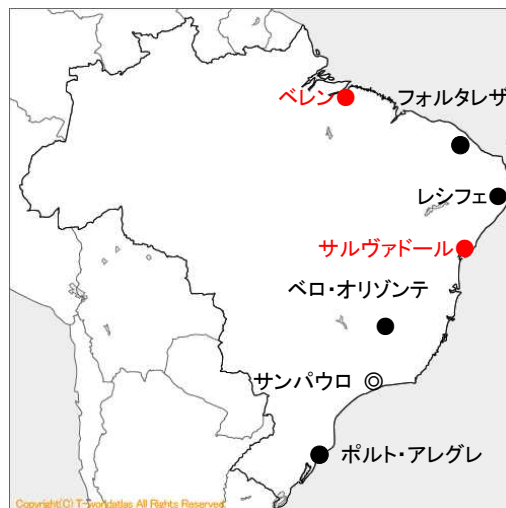 ベレン
フォルタレザ
レシフェ
サルヴァドール
ベロ・オリゾンテ
サンパウロ
ポルト・アレグレ
Copyright(C) T-worldatlas All Rights Reserved